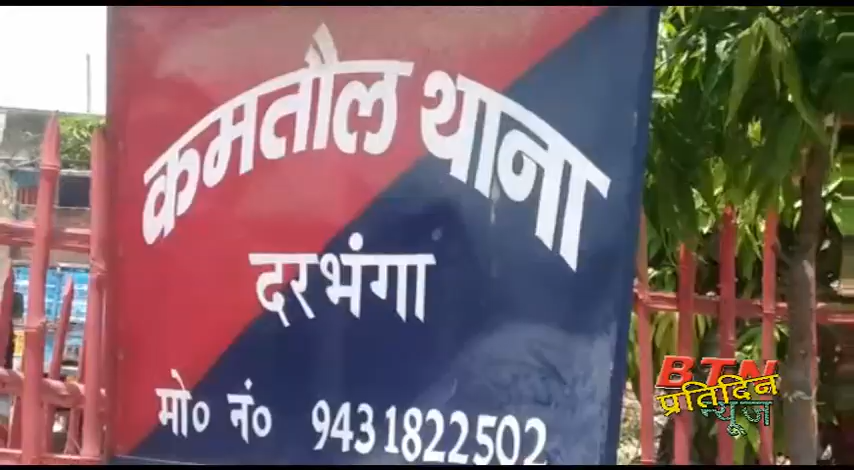 कमतौल थाना
दरभंगा
मो० नं० 9431822502
BTN
प्रतिदिन
न्यूज